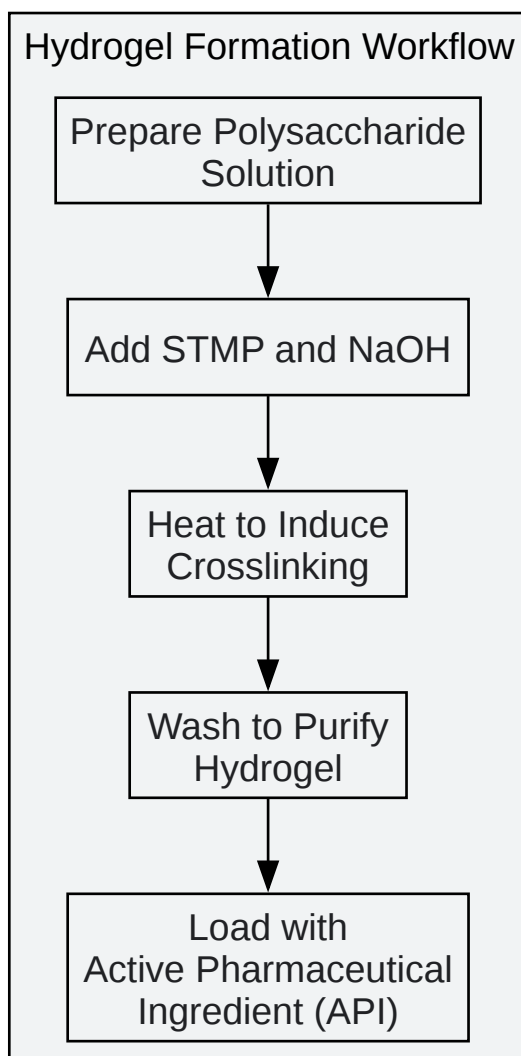 Hydrogel Formation Workflow
Prepare Polysaccharide
Solution
Add STMP and NaOH
Heat to Induce
Crosslinking
Wash to Purify
Hydrogel
Load with
Active Pharmaceutical
Ingredient (API)